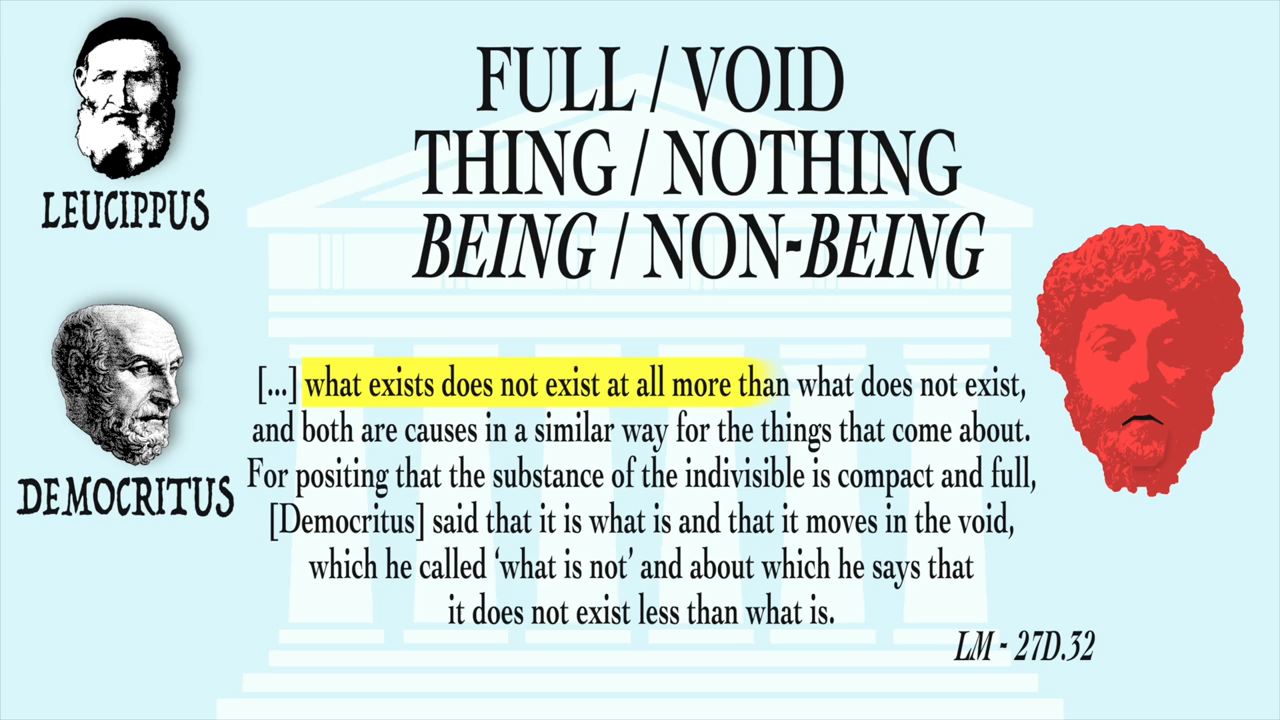 LEUCIPPUS
DEMOCRITUS
FULL / VOID
THING / NOTHING
BEING / NON-BEING
[...] what exists does not exist at all more than what does not exist,
and both are causes in a similar way for the things that come about.
For positing that the substance of the indivisible is compact and full,
[Democritus] said that it is what is and that it moves in the void,
which he called ‘what is not’ and about which he says that
it does not exist less than what is.
LM - 27D.32